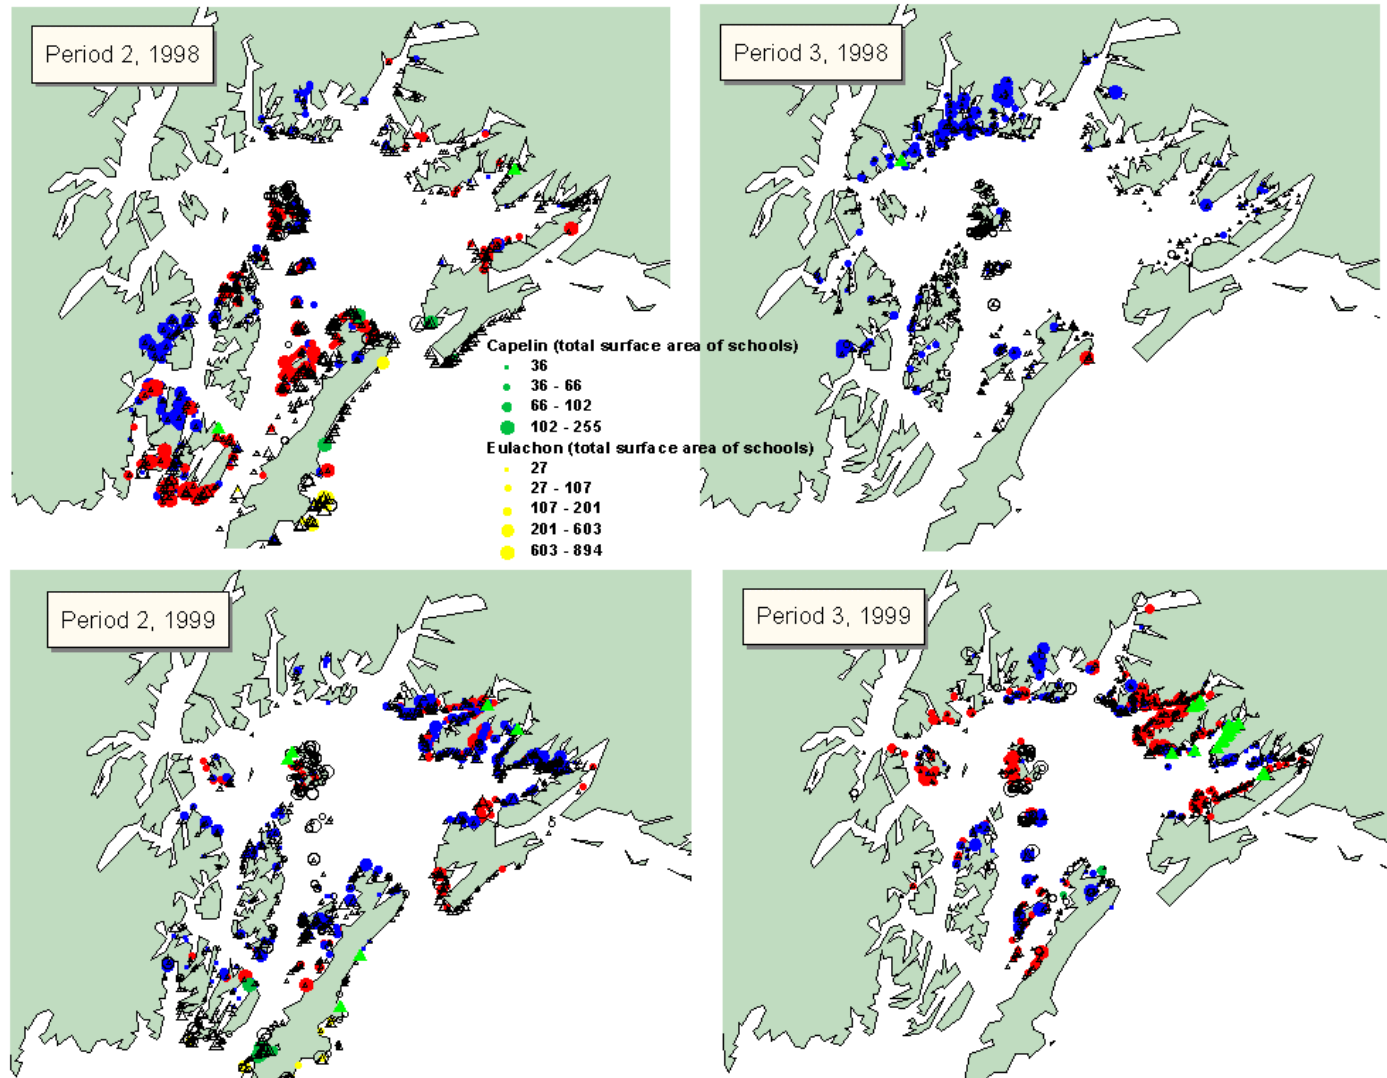 Period 2, 1998
Period 3, 1998
Capelin (total surface area of schools)
36
36 - 66
66 - 102
102 - 255
Eulachon (total surface area of schools)
27
27 - 107
107 - 201
201 - 603
603 - 894
Period 2, 1999
Period 3, 1999